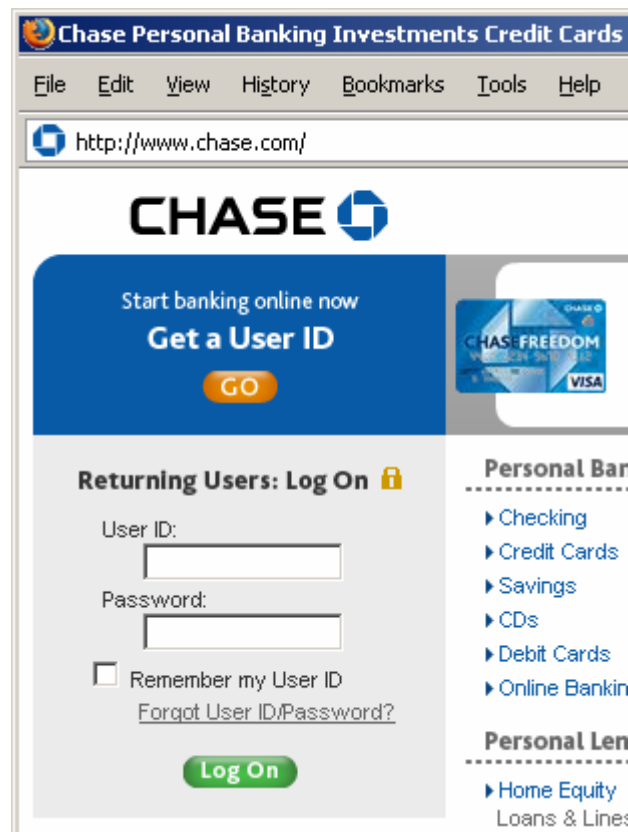 Chase Personal Banking Investments Credit Cards
File Edit View History Bookmarks Tools Help
http://www.chase.com/
CHASE
Start banking online now
Get a User ID
GO
CHASE FREEDOM
VISA
Returning Users: Log On
User ID:
Password:
Remember my User ID
Forgot User ID/Password?
Log On
Personal Ban
Checking
Credit Cards
Savings
CDs
Debit Cards
Online Bankin
Personal Len
Home Equity
Loans & Lines